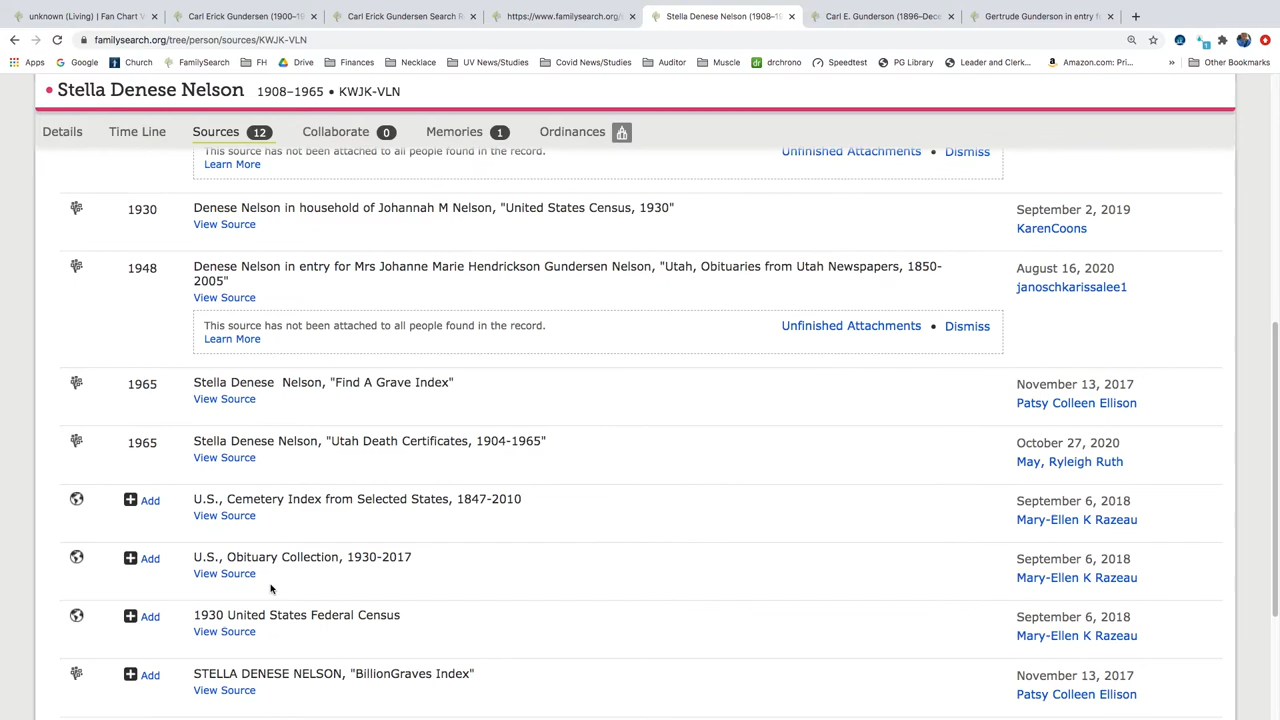 unknown (Living) | Fan Chart V
Carl Erick Gundersen (1900–19
Carl Erick Gundersen Search R
https://www.familysearch.org/s
Stella Denese Nelson (1908–19
Carl E. Gunderson (1896–Dece
Gertrude Gunderson in entry fo
familysearch.org/tree/person/sources/KWJK-VLN
Apps Google Church FamilySearch FH Drive Finances Necklace UV News/Studies Covid News/Studies Auditor Muscle drchrono Speedtest PG Library Leader and Clerk... Amazon.com: Pri... » Other Bookmarks
Stella Denese Nelson 1908–1965 • KWJK-VLN
Details Time Line Sources 12 Collaborate 0 Memories 1 Ordinances
This source has not been attached to all people found in the record. Unfinished Attachments • Dismiss
Learn More
1930 Denese Nelson in household of Johannah M Nelson, "United States Census, 1930" September 2, 2019
View Source KarenCoons
1948 Denese Nelson in entry for Mrs Johanne Marie Hendrickson Gundersen Nelson, "Utah, Obituaries from Utah Newspapers, 1850- August 16, 2020
2005" janoschkarissalee1
View Source
This source has not been attached to all people found in the record. Unfinished Attachments • Dismiss
Learn More
1965 Stella Denese Nelson, "Find A Grave Index" November 13, 2017
View Source Patsy Colleen Ellison
1965 Stella Denese Nelson, "Utah Death Certificates, 1904-1965" October 27, 2020
View Source May, Ryleigh Ruth
Add U.S., Cemetery Index from Selected States, 1847-2010 September 6, 2018
View Source Mary-Ellen K Razeau
Add U.S., Obituary Collection, 1930-2017 September 6, 2018
View Source Mary-Ellen K Razeau
Add 1930 United States Federal Census September 6, 2018
View Source Mary-Ellen K Razeau
Add STELLA DENESE NELSON, "BillionGraves Index" November 13, 2017
View Source Patsy Colleen Ellison